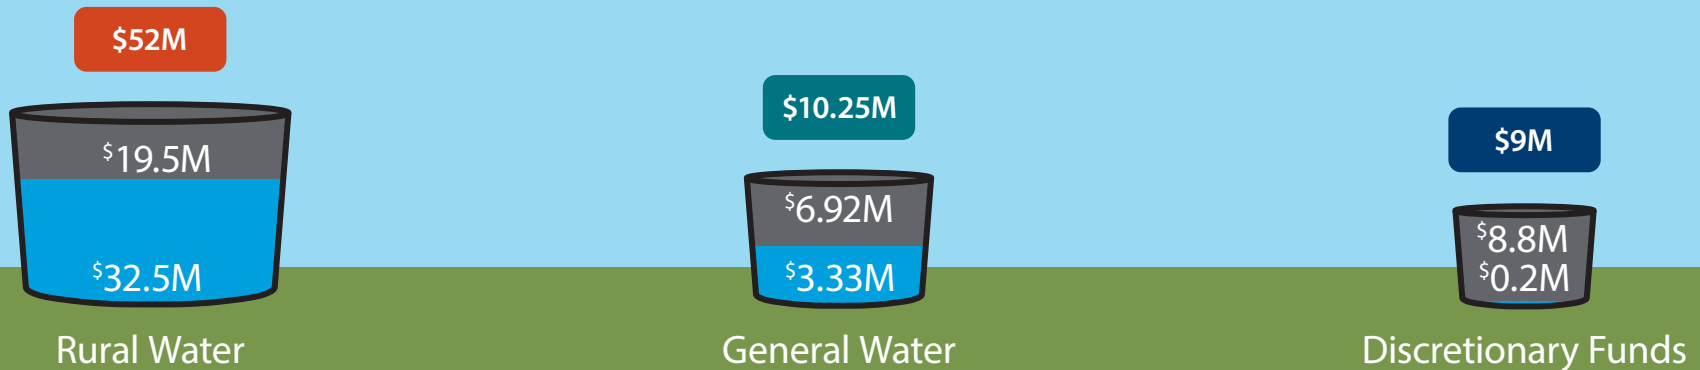 $52M
$19.5M
$32.5M
Rural Water
$10.25M
$6.92M
$3.33M
General Water
$9M
$8.8M
$0.2M
Discretionary Funds